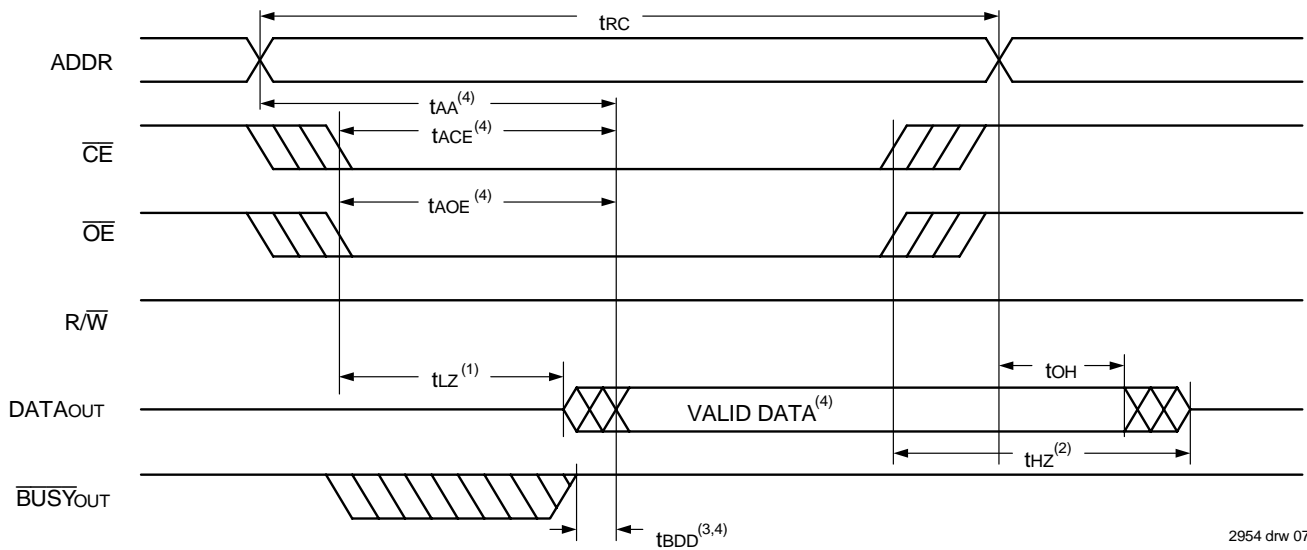 tRC
ADDR
tAA(4)
tACE(4)
CE
tAOE(4)
OE
R/W
tLZ(1)
tOH
DATAOUT
VALID DATA(4)
tHZ(2)
BUSYOUT
tBDD(3,4)
2954 drw 07